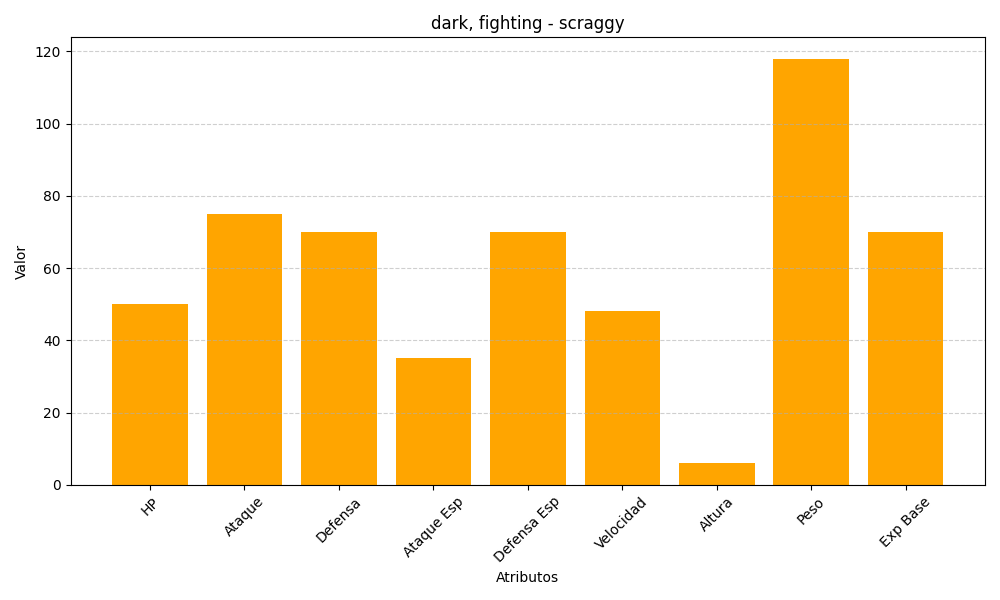 dark, fighting - scraggy
Valor
120
100
80
60
40
20
0
HP
Ataque
Defensa
Ataque Esp
Defensa Esp
Velocidad
Altura
Peso
Exp Base
Atributos